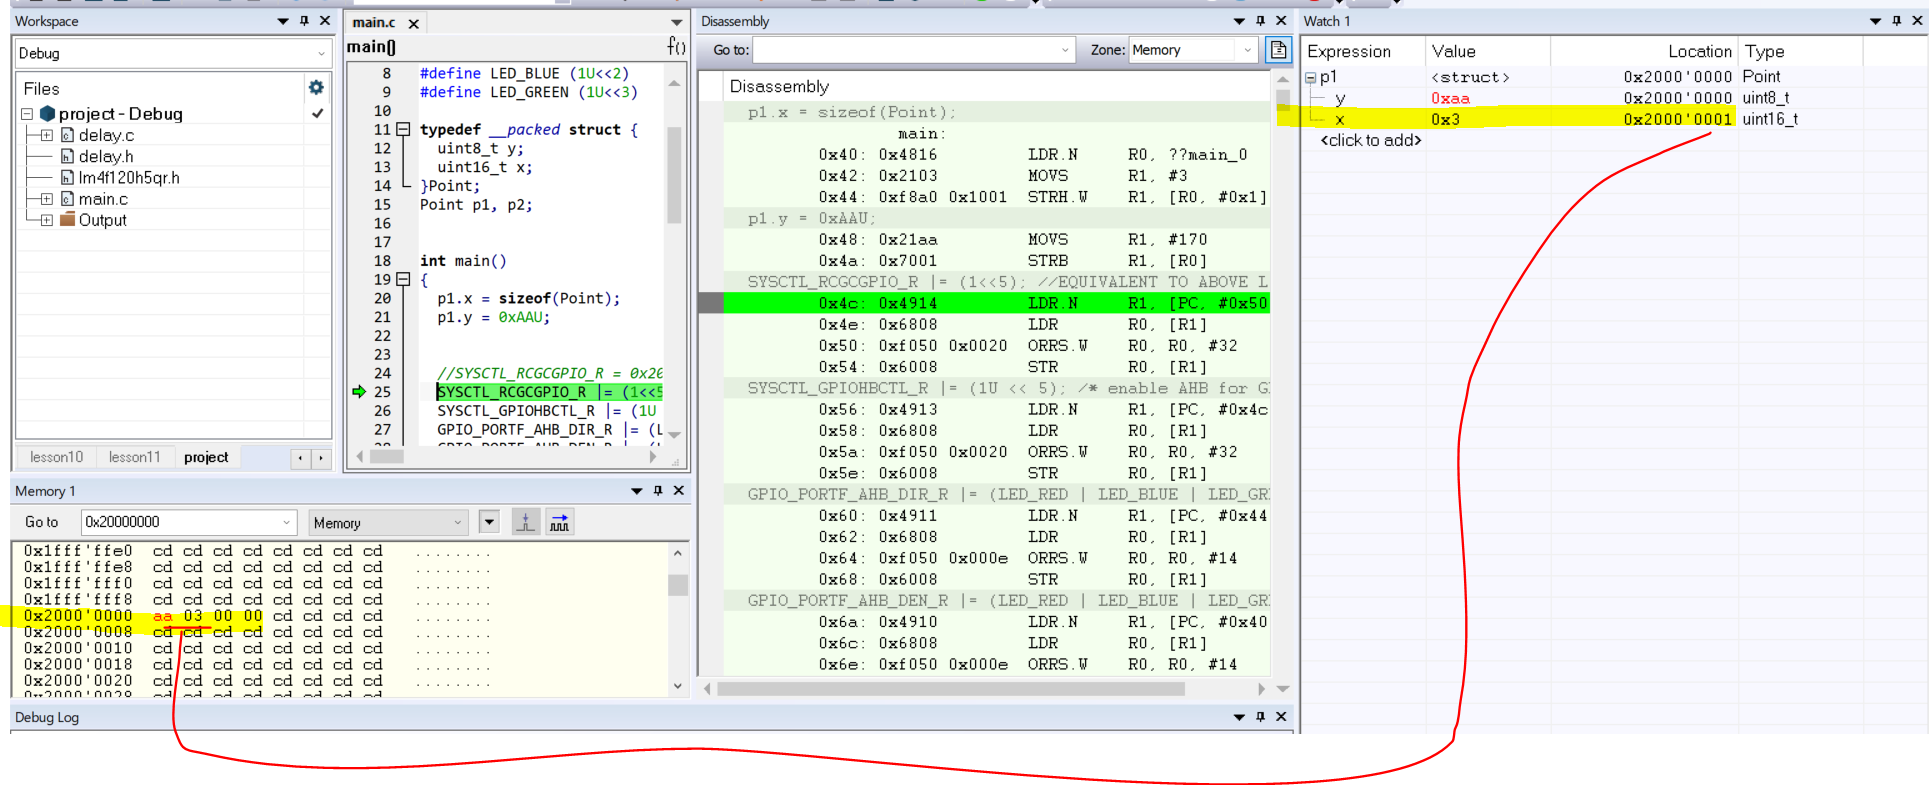 Workspace
Debug
Files
project - Debug
delay.c
delay.h
lm4f120h5qr.h
main.c
Output
lesson10 lesson11 project
main.c
main() f()
8 #define LED_BLUE (1U<<2)
9 #define LED_GREEN (1U<<3)
10
11 typedef __packed struct {
12 uint8_t y;
13 uint16_t x;
14 }Point;
15 Point p1, p2;
16
17
18 int main()
19 {
20 p1.x = sizeof(Point);
21 p1.y = 0xAAU;
22
23
24 //SYSCTL_RCGCGPIO_R = 0x20
25 SYSCTL_RCGCGPIO_R |= (1<<5
26 SYSCTL_GPIOHBCTL_R |= (1U
27 GPIO_PORTF_AHB_DIR_R |= (L
28 GPIO_PORTF_AHB_DEN_R |= (L
Disassembly
Go to: Zone: Memory
Disassembly
p1.x = sizeof(Point);
main:
0x40: 0x4816 LDR.N R0, ??main_0
0x42: 0x2103 MOVS R1, #3
0x44: 0xf8a0 0x1001 STRH.W R1, [R0, #0x1]
p1.y = 0xAAU;
0x48: 0x21aa MOVS R1, #170
0x4a: 0x7001 STRB R1, [R0]
SYSCTL_RCGCGPIO_R |= (1<<5); //EQUIVALENT TO ABOVE L
0x4c: 0x4914 LDR.N R1, [PC, #0x50
0x4e: 0x6808 LDR R0, [R1]
0x50: 0xf050 0x0020 ORRS.W R0, R0, #32
0x54: 0x6008 STR R0, [R1]
SYSCTL_GPIOHBCTL_R |= (1U << 5); /* enable AHB for G
0x56: 0x4913 LDR.N R1, [PC, #0x4c
0x58: 0x6808 LDR R0, [R1]
0x5a: 0xf050 0x0020 ORRS.W R0, R0, #32
0x5e: 0x6008 STR R0, [R1]
GPIO_PORTF_AHB_DIR_R |= (LED_RED | LED_BLUE | LED_GR
0x60: 0x4911 LDR.N R1, [PC, #0x44
0x62: 0x6808 LDR R0, [R1]
0x64: 0xf050 0x000e ORRS.W R0, R0, #14
0x68: 0x6008 STR R0, [R1]
GPIO_PORTF_AHB_DEN_R |= (LED_RED | LED_BLUE | LED_GR
0x6a: 0x4910 LDR.N R1, [PC, #0x40
0x6c: 0x6808 LDR R0, [R1]
0x6e: 0xf050 0x000e ORRS.W R0, R0, #14
Watch 1
Expression Value Location Type
p1 <struct> 0x2000'0000 Point
y 0xaa 0x2000'0000 uint8_t
x 0x3 0x2000'0001 uint16_t
<click to add>
Memory 1
Go to 0x20000000 Memory
0x1fff'ffe0 cd cd cd cd cd cd cd cd ........
0x1fff'ffe8 cd cd cd cd cd cd cd cd ........
0x1fff'fff0 cd cd cd cd cd cd cd cd ........
0x1fff'fff8 cd cd cd cd cd cd cd cd ........
0x2000'0000 aa 03 00 00 cd cd cd cd ........
0x2000'0008 cd cd cd cd cd cd cd cd ........
0x2000'0010 cd cd cd cd cd cd cd cd ........
0x2000'0018 cd cd cd cd cd cd cd cd ........
0x2000'0020 cd cd cd cd cd cd cd cd ........
0x2000'0028 cd cd cd cd cd cd cd cd
Debug Log